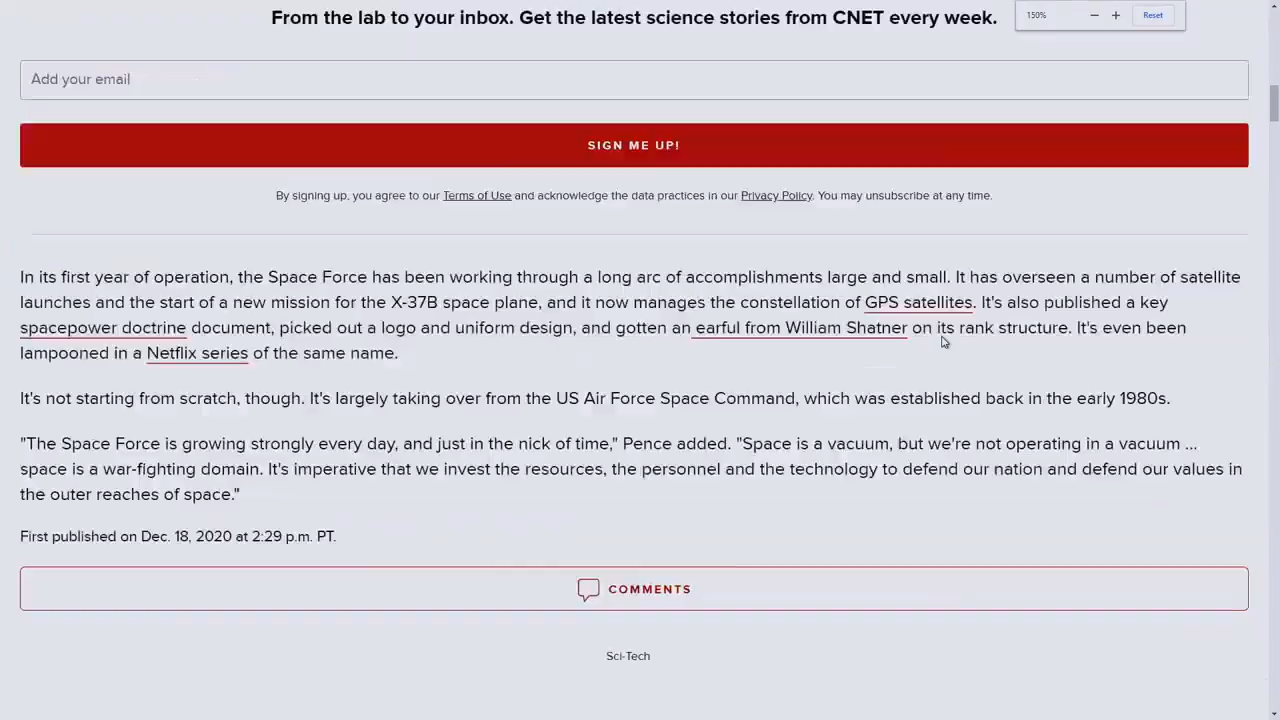 From the lab to your inbox. Get the latest science stories from CNET every week.
150%
Reset
Add your email
SIGN ME UP!
By signing up, you agree to our Terms of Use and acknowledge the data practices in our Privacy Policy. You may unsubscribe at any time.
In its first year of operation, the Space Force has been working through a long arc of accomplishments large and small. It has overseen a number of satellite
launches and the start of a new mission for the X-37B space plane, and it now manages the constellation of GPS satellites. It's also published a key
spacepower doctrine document, picked out a logo and uniform design, and gotten an earful from William Shatner on its rank structure. It's even been
lampooned in a Netflix series of the same name.
It's not starting from scratch, though. It's largely taking over from the US Air Force Space Command, which was established back in the early 1980s.
"The Space Force is growing strongly every day, and just in the nick of time," Pence added. "Space is a vacuum, but we're not operating in a vacuum ...
space is a war-fighting domain. It's imperative that we invest the resources, the personnel and the technology to defend our nation and defend our values in
the outer reaches of space."
First published on Dec. 18, 2020 at 2:29 p.m. PT.
COMMENTS
Sci-Tech